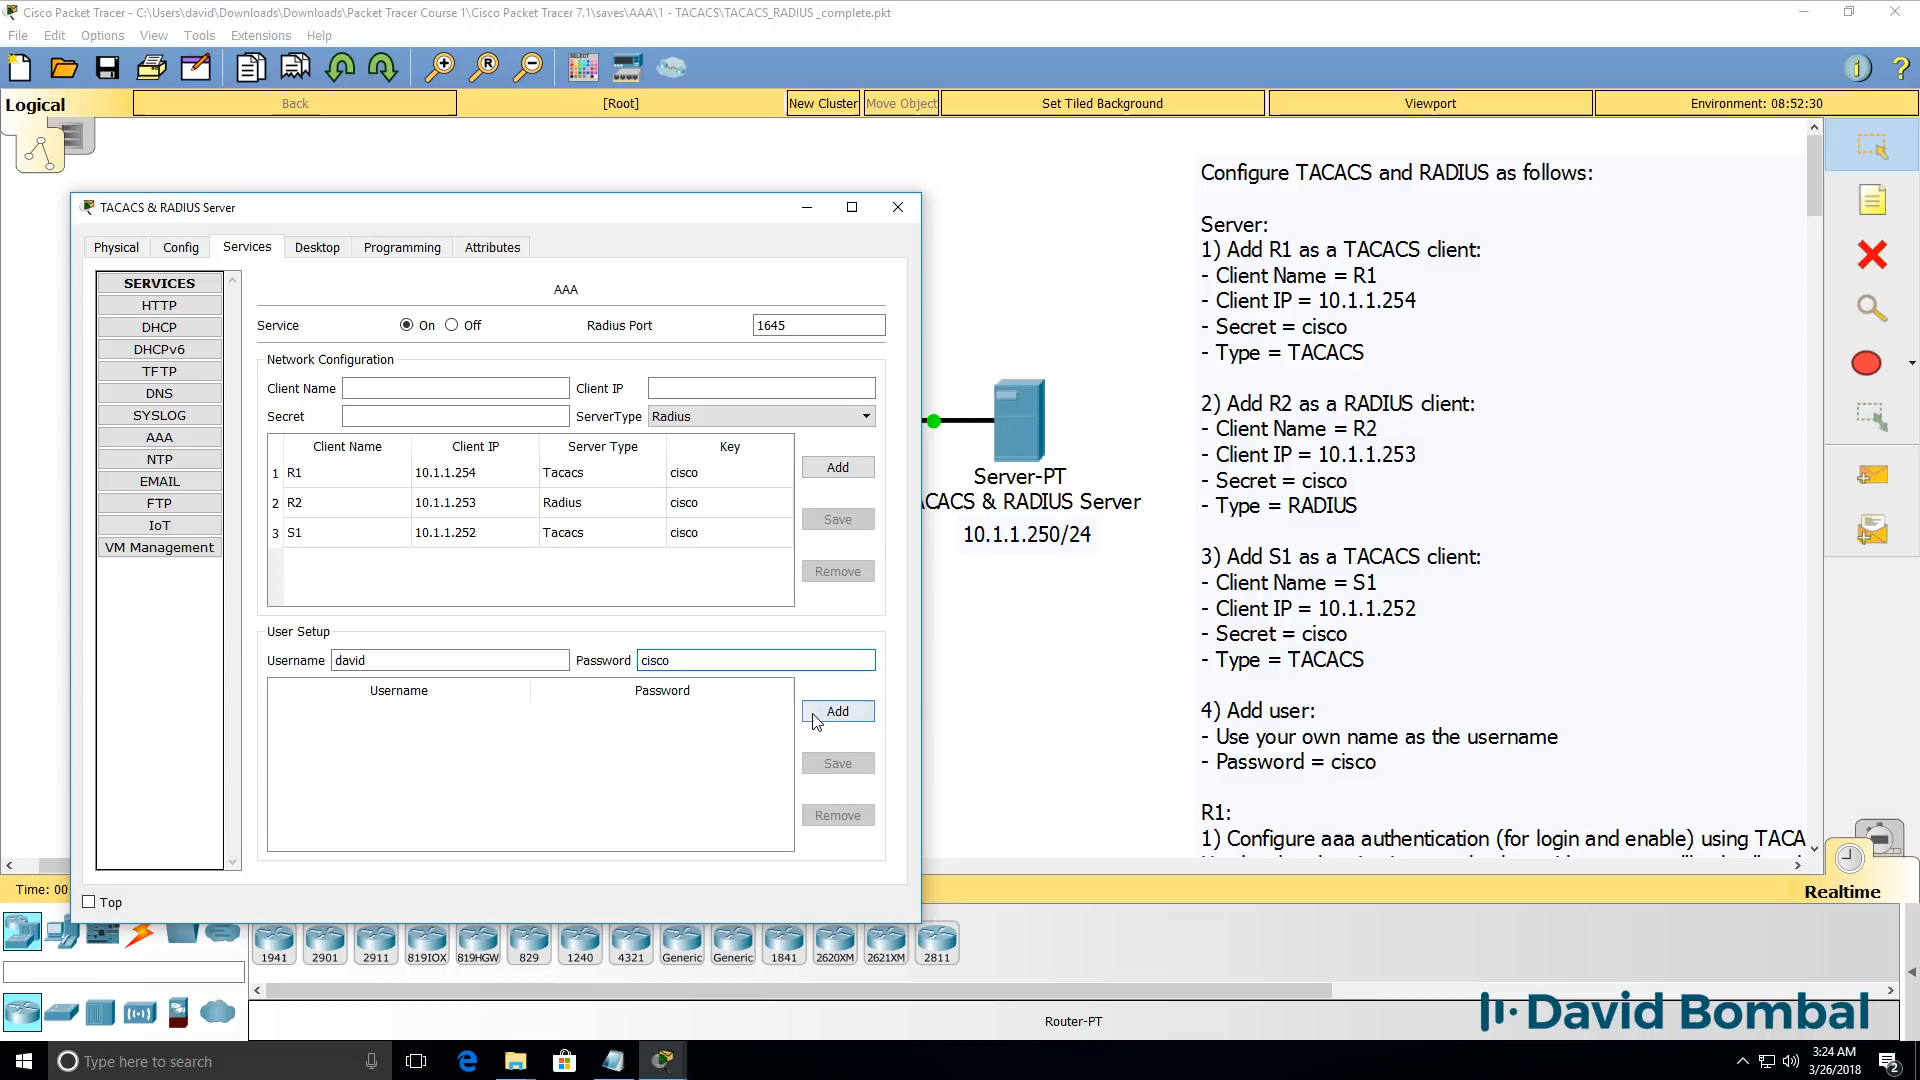 Cisco Packet Tracer - C:\Users\david\Downloads\Downloads\Packet Tracer Course 1\Cisco Packet Tracer 7.1\saves\AAA\1 - TACACS\TACACS_RADIUS _complete.pkt
File Edit Options View Tools Extensions Help
Logical Back [Root] New Cluster Move Object Set Tiled Background Viewport Environment: 08:52:30
TACACS & RADIUS Server
Physical Config Services Desktop Programming Attributes
SERVICES
HTTP
DHCP
DHCPv6
TFTP
DNS
SYSLOG
AAA
NTP
EMAIL
FTP
IoT
VM Management
AAA
Service On Off Radius Port 1645
Network Configuration
Client Name Client IP
Secret ServerType Radius
Client Name Client IP Server Type Key
1 R1 10.1.1.254 Tacacs cisco
2 R2 10.1.1.253 Radius cisco
3 S1 10.1.1.252 Tacacs cisco
Add
Save
Remove
User Setup
Username david Password cisco
Username Password
Add
Save
Remove
Top
Server-PT
ACACS & RADIUS Server
10.1.1.250/24
Configure TACACS and RADIUS as follows:
Server:
1) Add R1 as a TACACS client:
- Client Name = R1
- Client IP = 10.1.1.254
- Secret = cisco
- Type = TACACS
2) Add R2 as a RADIUS client:
- Client Name = R2
- Client IP = 10.1.1.253
- Secret = cisco
- Type = RADIUS
3) Add S1 as a TACACS client:
- Client Name = S1
- Client IP = 10.1.1.252
- Secret = cisco
- Type = TACACS
4) Add user:
- Use your own name as the username
- Password = cisco
R1:
1) Configure aaa authentication (for login and enable) using TACA
Time: 00
Realtime
1941 2901 2911 819IOX 819HGW 829 1240 4321 Generic Generic 1841 2620XM 2621XM 2811
Router-PT
David Bombal
Type here to search
3:24 AM
3/26/2018
2